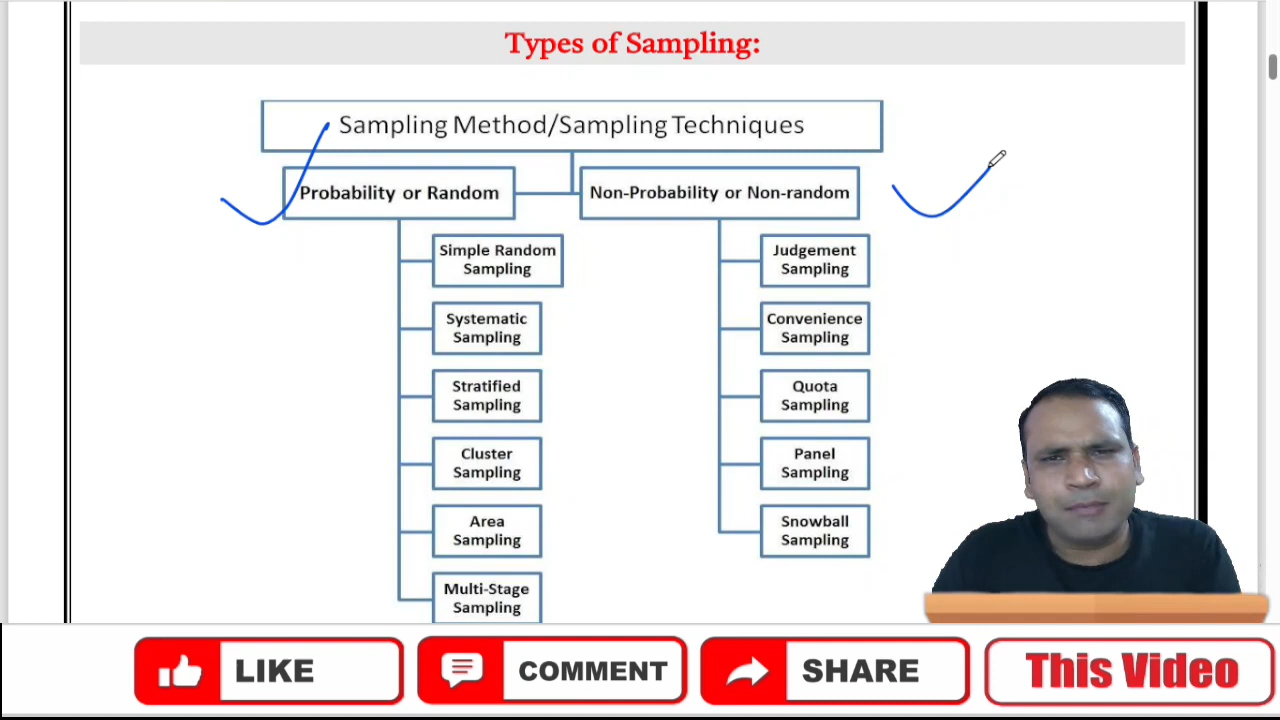 Types of Sampling:
Sampling Method/Sampling Techniques
Probability or Random
Non-Probability or Non-random
Simple Random
Sampling
Systematic
Sampling
Stratified
Sampling
Cluster
Sampling
Area
Sampling
Multi-Stage
Sampling
Judgement
Sampling
Convenience
Sampling
Quota
Sampling
Panel
Sampling
Snowball
Sampling
LIKE
COMMENT
SHARE
This Video